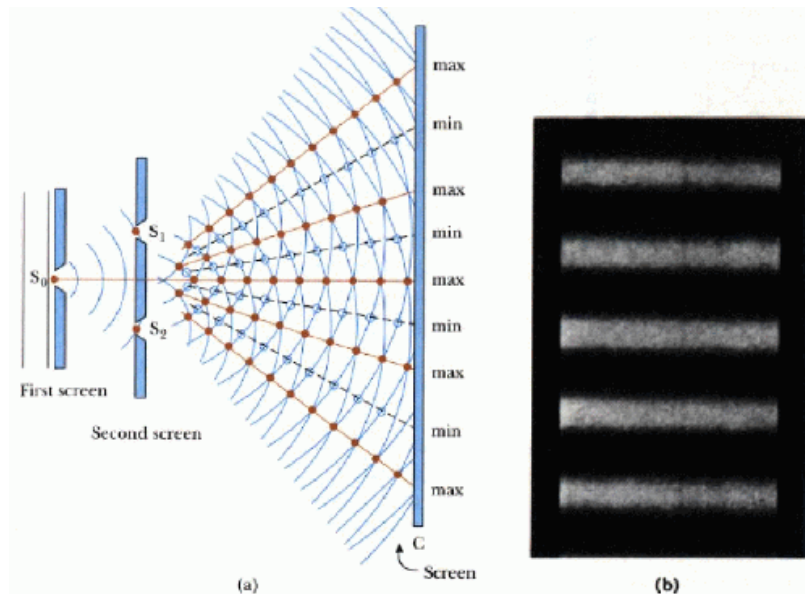 max
min
max
S₁
min
S₀
max
S₂
min
First screen
max
Second screen
min
max
C
Screen
(a)
(b)